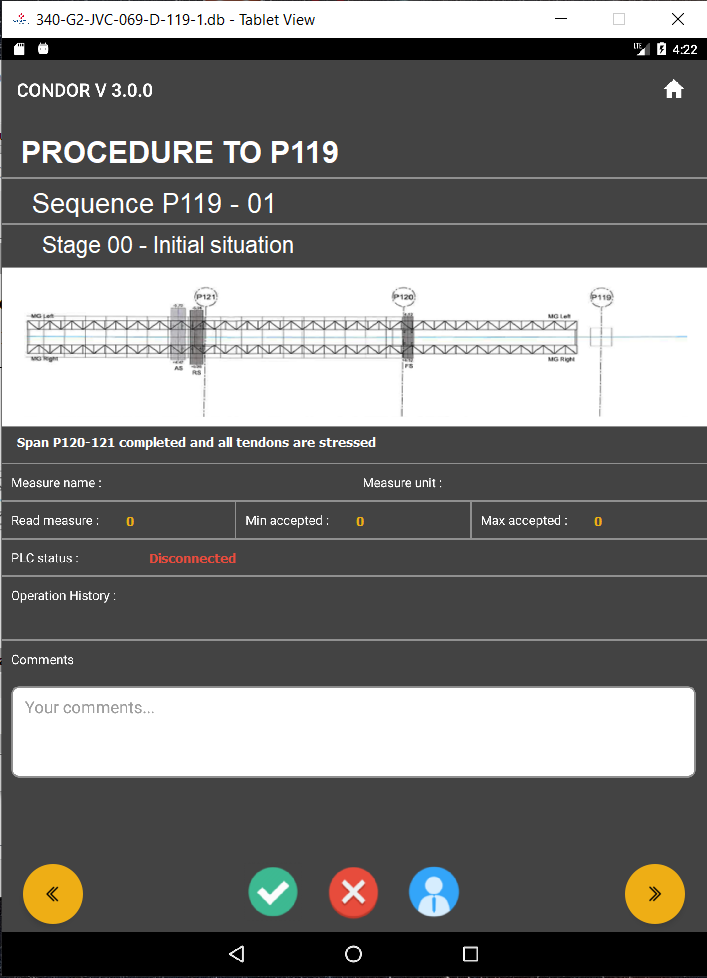 340-G2-JVC-069-D-119-1.db - Tablet View
LTE 4:22
CONDOR V 3.0.0
PROCEDURE TO P119
Sequence P119 - 01
Stage 00 - Initial situation
P121 P120 P119
MG Left MG Left
MG Right MG Right
AS RS FS
Span P120-121 completed and all tendons are stressed
Measure name : Measure unit :
Read measure : 0 Min accepted : 0 Max accepted : 0
PLC status : Disconnected
Operation History :
Comments
Your comments...